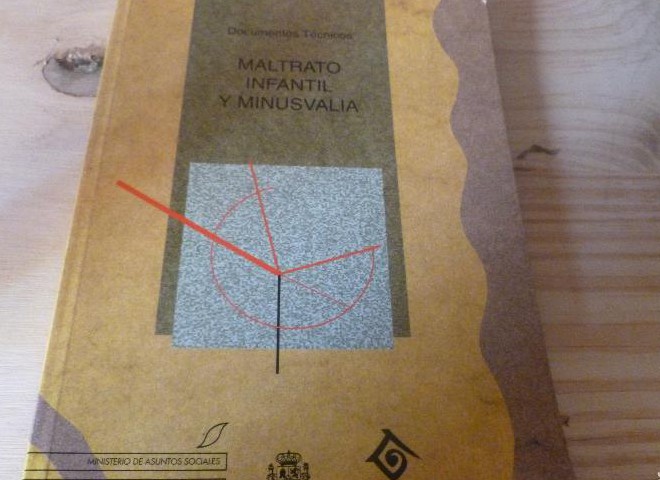 Documentos Técnicos
MALTRATO
INFANTIL
Y MINUSVALIA
MINISTERIO DE ASUNTOS SOCIALES